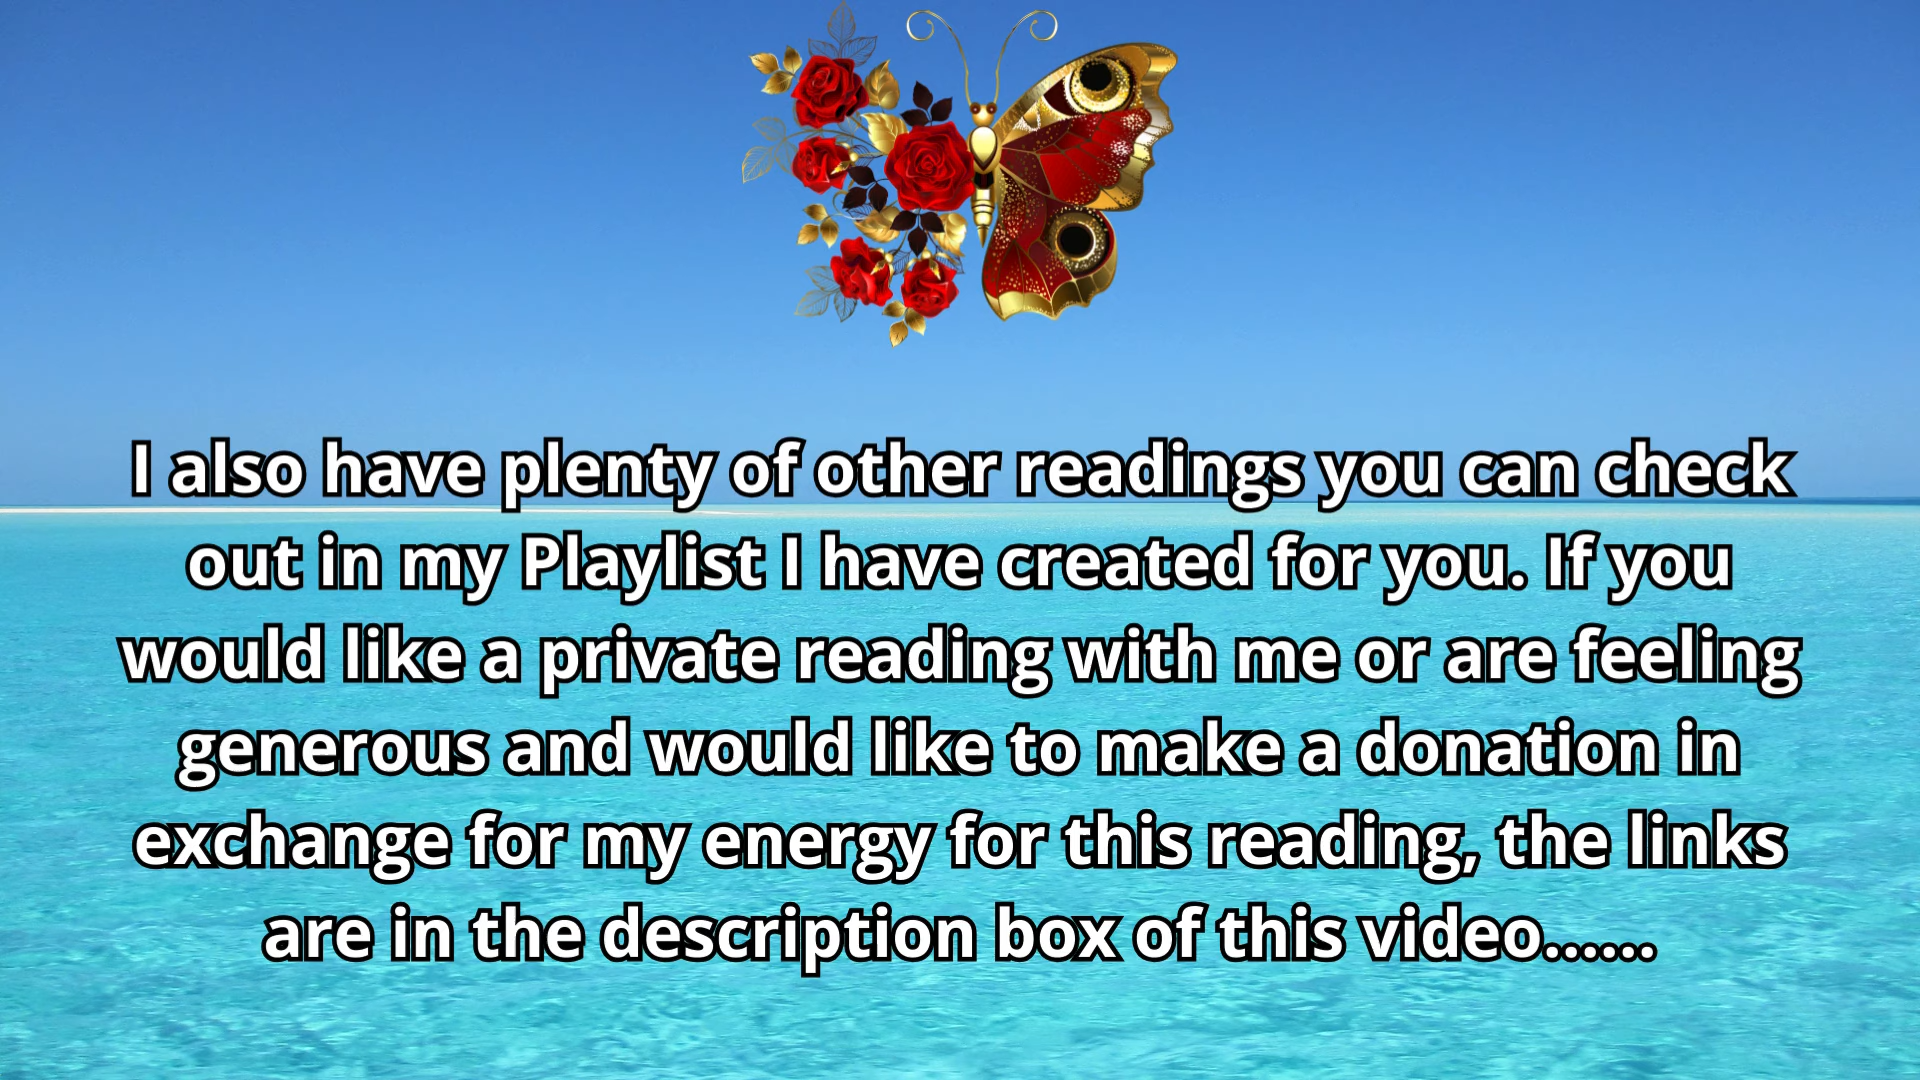 I also have plenty of other readings you can check
out in my Playlist I have created for you. If you
would like a private reading with me or are feeling
generous and would like to make a donation in
exchange for my energy for this reading, the links
are in the description box of this video......